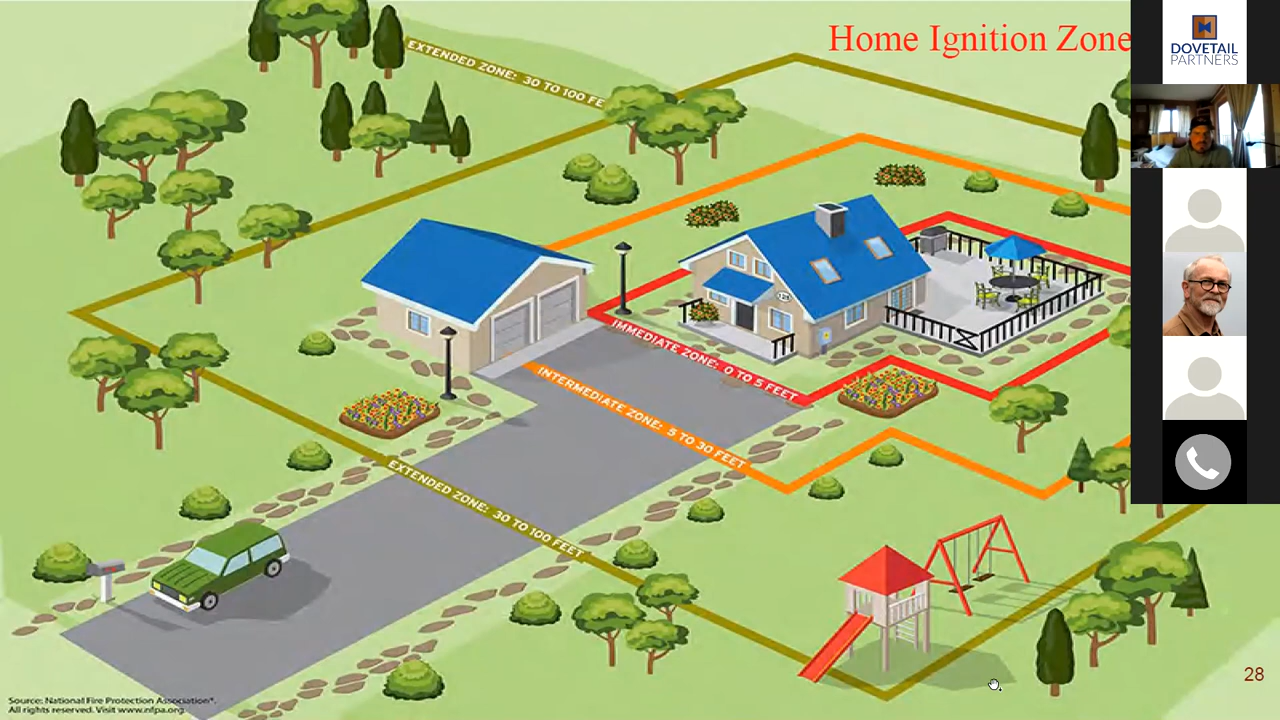 Home Ignition Zone
DOVETAIL
PARTNERS
EXTENDED ZONE: 30 TO 100 FE
IMMEDIATE ZONE: 0 TO 5 FEET
INTERMEDIATE ZONE: 5 TO 30 FEET
EXTENDED ZONE: 30 TO 100 FEET
28
Source: National Fire Protection Association®.
All rights reserved. Visit www.nfpa.org